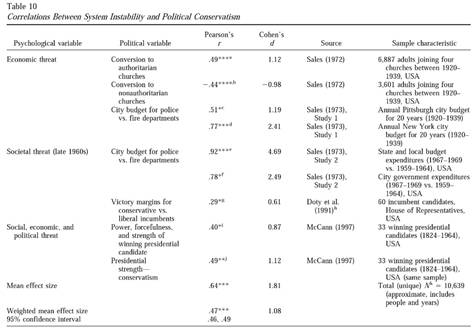 Table 10
Correlations Between System Instability and Political Conservatism
Psychological variable Political variable Pearson's r Cohen's d Source Sample characteristic
Economic threat Conversion to authoritarian churches .49****ᵃ 1.12 Sales (1972) 6,887 adults joining four churches between 1920–1939, USA
Conversion to nonauthoritarian churches −.44****ᵇ −0.98 Sales (1972) 3,601 adults joining four churches between 1920–1939, USA
City budget for police vs. fire departments .51*ᶜ 1.19 Sales (1973), Study 1 Annual Pittsburgh city budget for 20 years (1920–1939)
.77***ᵈ 2.41 Sales (1973), Study 1 Annual New York city budget for 20 years (1920–1939)
Societal threat (late 1960s) City budget for police vs. fire departments .92***ᵉ 4.69 Sales (1973), Study 2 State and local budget expenditures (1967–1969 vs. 1959–1964), USA
.78*ᶠ 2.49 Sales (1973), Study 2 City government expenditures (1967–1969 vs. 1959–1964), USA
Victory margins for conservative vs. liberal incumbents .29*ᵍ 0.61 Doty et al. (1991)ʰ 60 incumbent candidates, House of Representatives, USA
Social, economic, and political threat Power, forcefulness, and strength of winning presidential candidate .40*ⁱ 0.87 McCann (1997) 33 winning presidential candidates (1824–1964), USA
Presidential strength—conservatism .49**ʲ 1.12 McCann (1997) 33 winning presidential candidates (1824–1964), USA (same sample)
Mean effect size .64*** 1.81 Total (unique) Nᵏ = 10,639 (approximate, includes people and years)
Weighted mean effect size .47*** 1.08
95% confidence interval .46, .49